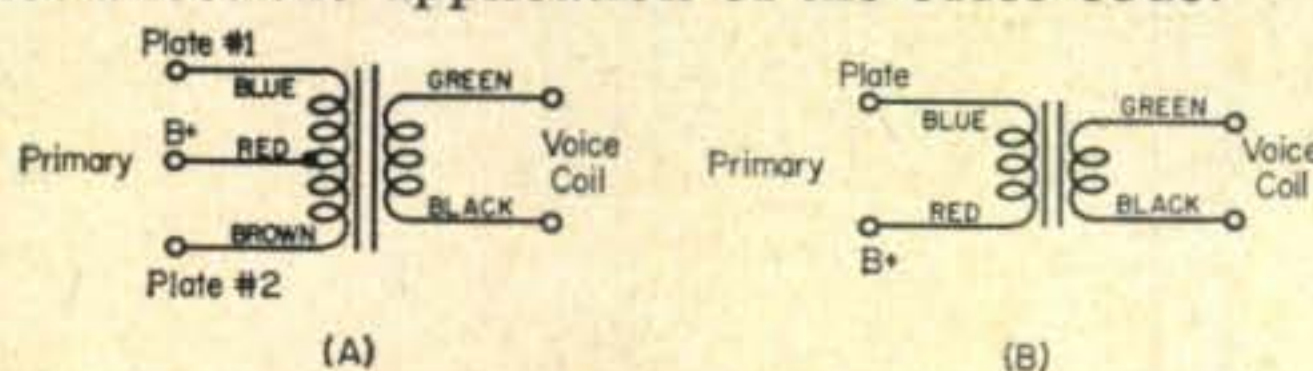 Plate #1
BLUE
GREEN
B+
RED
Primary
Voice
Coil
BROWN
BLACK
Plate #2
(A)
Plate
BLUE
GREEN
Primary
Voice
Coil
RED
BLACK
B+
(B)